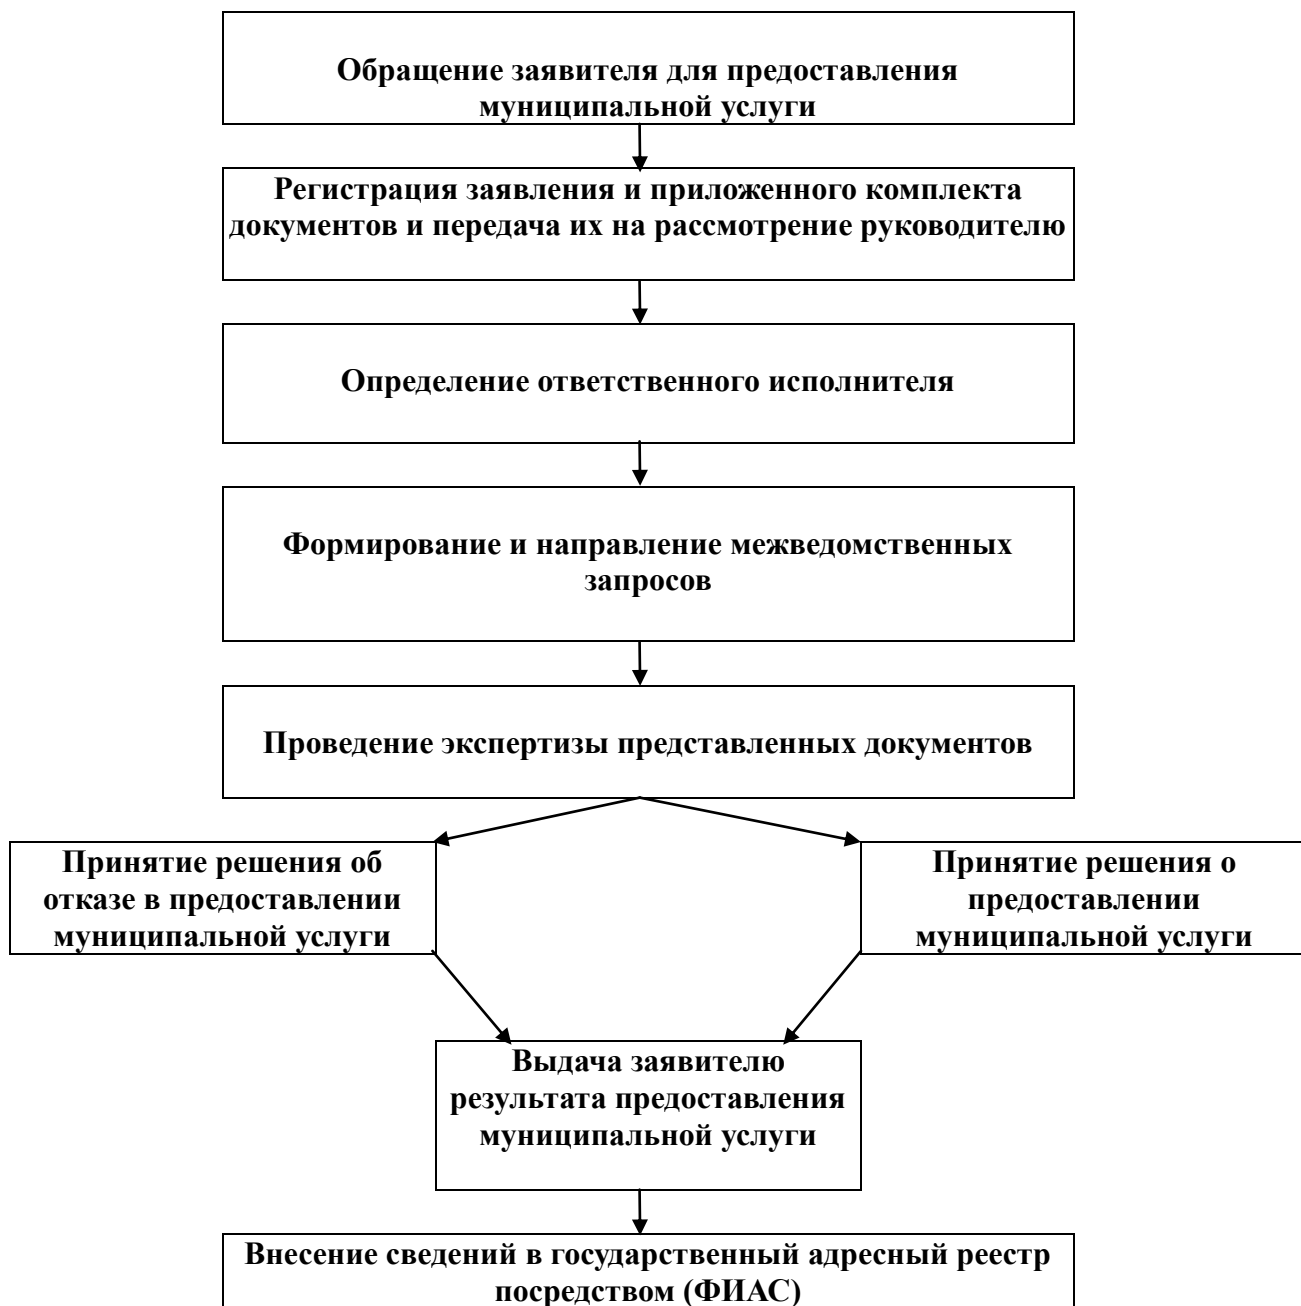 Обращение заявителя для предоставления
муниципальной услуги
Регистрация заявления и приложенного комплекта
документов и передача их на рассмотрение руководителю
Определение ответственного исполнителя
Формирование и направление межведомственных
запросов
Проведение экспертизы представленных документов
Принятие решения об
отказе в предоставлении
муниципальной услуги
Принятие решения о
предоставлении
муниципальной услуги
Выдача заявителю
результата предоставления
муниципальной услуги
Внесение сведений в государственный адресный реестр
посредством (ФИАС)